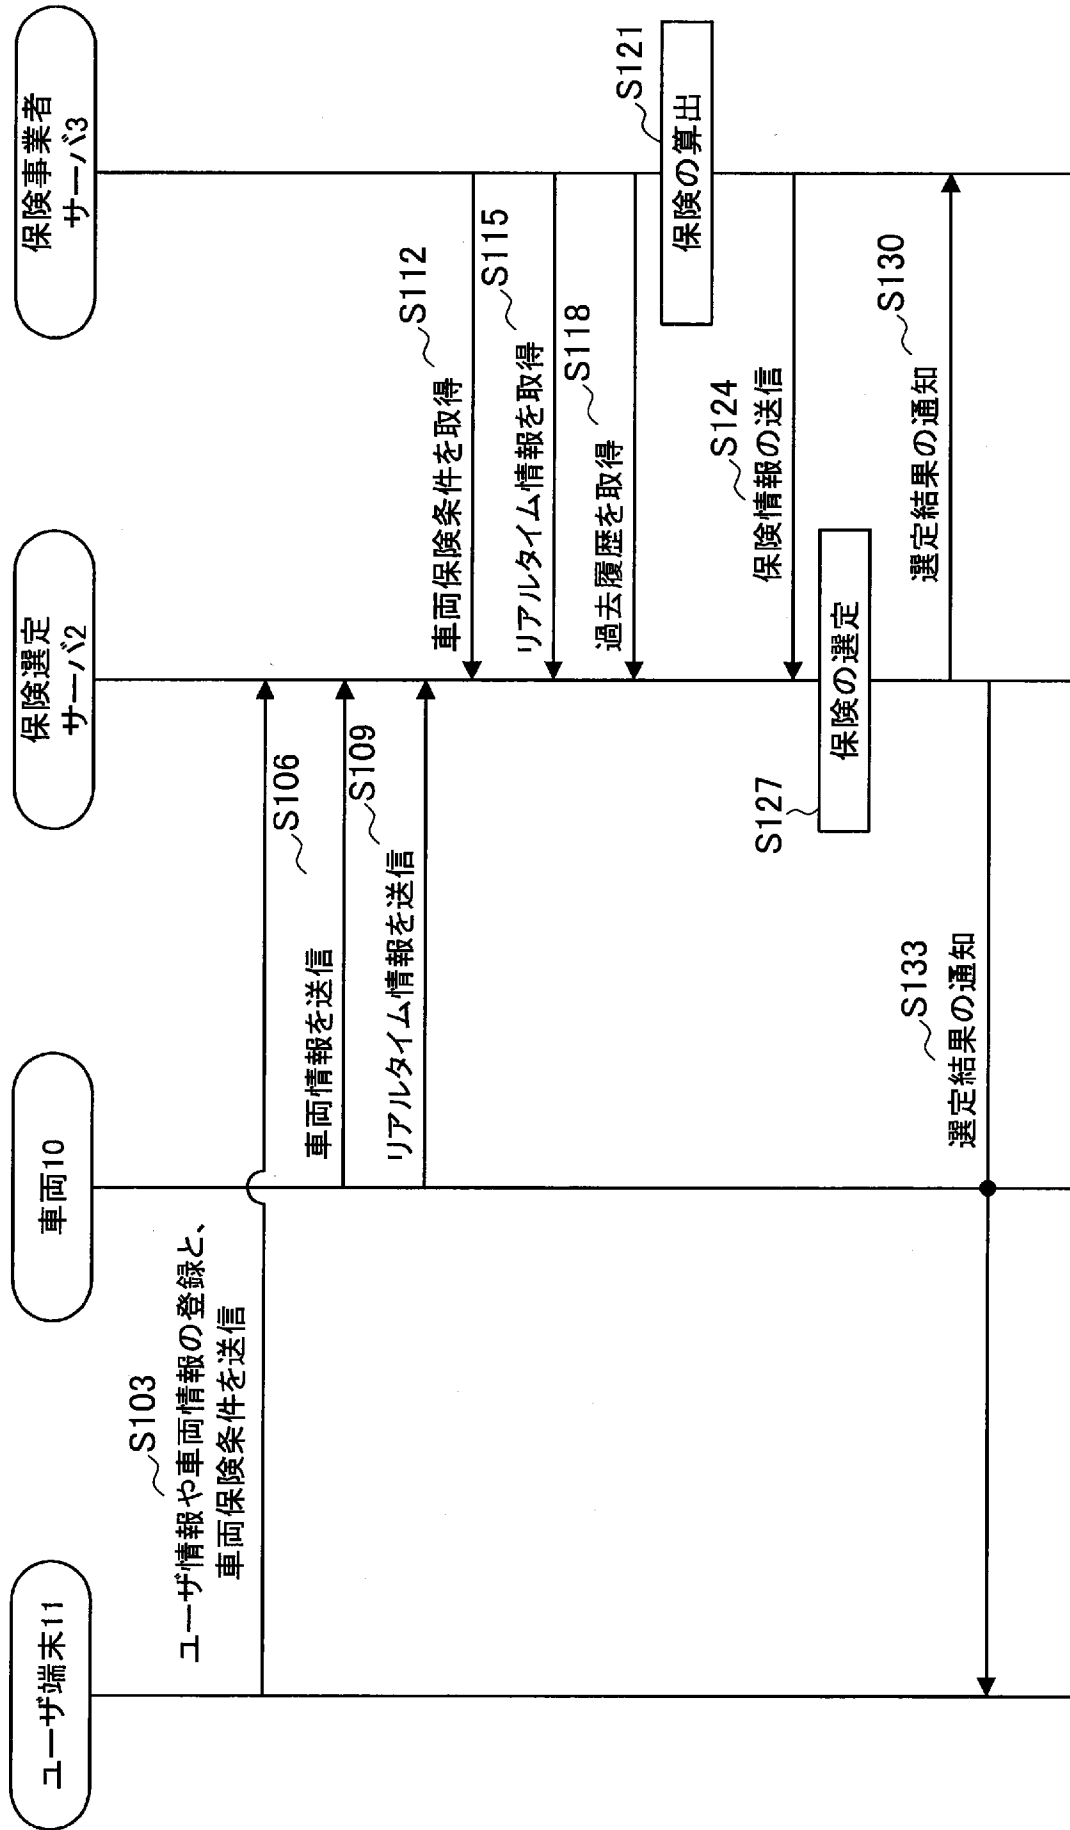 ユーザ端末11
車両10
保険選定
サーバ2
保険事業者
サーバ3
S103
ユーザ情報や車両情報の登録と、
車両保険条件を送信
S106
車両情報を送信
S109
リアルタイム情報を送信
S112
車両保険条件を取得
S115
リアルタイム情報を取得
S118
過去履歴を取得
S121
保険の算出
S124
保険情報の送信
S127
保険の選定
S130
選定結果の通知
S133
選定結果の通知